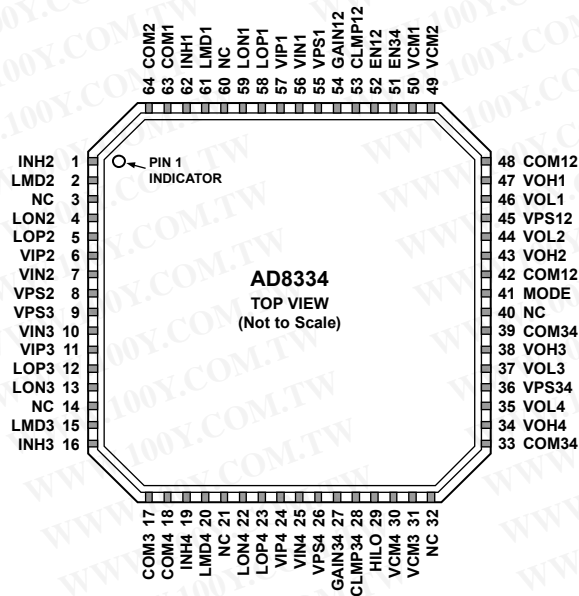 64 COM2
63 COM1
62 INH1
61 LMD1
60 NC
59 LON1
58 LOP1
57 VIP1
56 VIN1
55 VPS1
54 GAIN12
53 CLMP12
52 EN12
51 EN34
50 VCM1
49 VCM2
INH2 1
LMD2 2
NC 3
LON2 4
LOP2 5
VIP2 6
VIN2 7
VPS2 8
VPS3 9
VIN3 10
VIP3 11
LOP3 12
LON3 13
NC 14
LMD3 15
INH3 16
PIN 1
INDICATOR
AD8334
TOP VIEW
(Not to Scale)
48 COM12
47 VOH1
46 VOL1
45 VPS12
44 VOL2
43 VOH2
42 COM12
41 MODE
40 NC
39 COM34
38 VOH3
37 VOL3
36 VPS34
35 VOL4
34 VOH4
33 COM34
COM3 17
COM4 18
INH4 19
LMD4 20
NC 21
LON4 22
LOP4 23
VIP4 24
VIN4 25
VPS4 26
GAIN34 27
CLMP34 28
HILO 29
VCM4 30
VCM3 31
NC 32
WWW.100Y.COM.TW